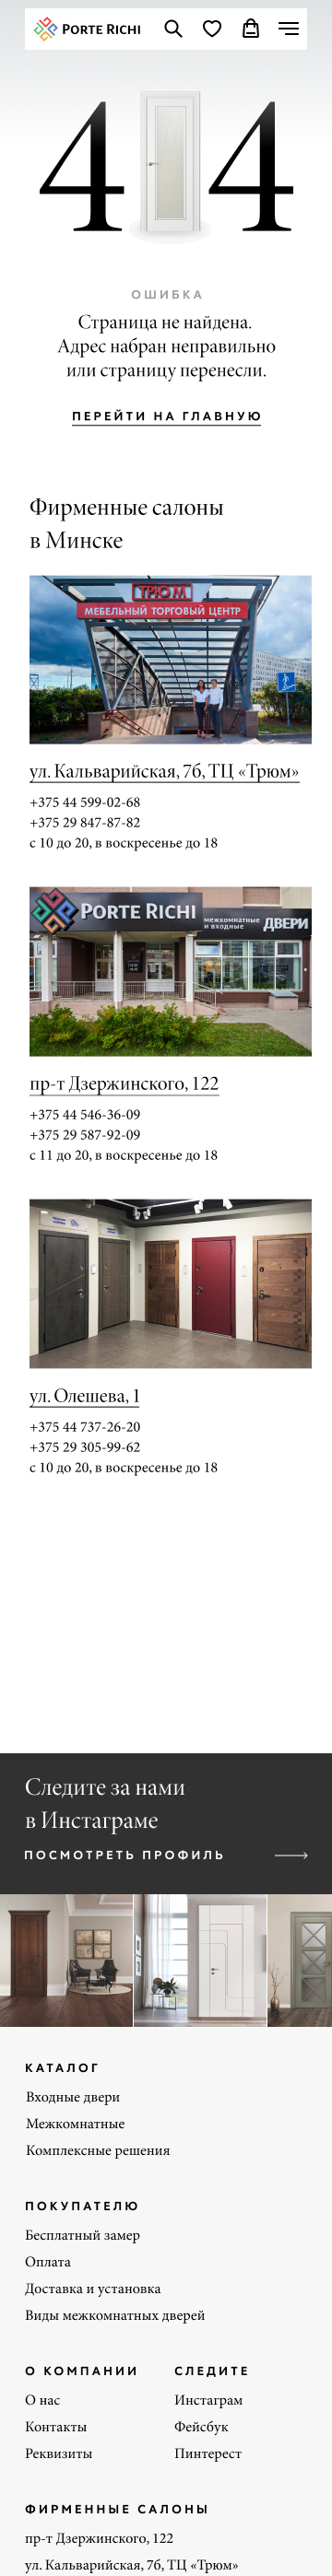 PORTE RICHI
4 4
ОШИБКА
Страница не найдена.
Адрес набран неправильно
или страницу перенесли.
ПЕРЕЙТИ НА ГЛАВНУЮ
Фирменные салоны
в Минске
ТРЮМ
МЕБЕЛЬНЫЙ ТОРГОВЫЙ ЦЕНТР
ул. Кальварийская, 7б, ТЦ «Трюм»
+375 44 599-02-68
+375 29 847-87-82
с 10 до 20, в воскресенье до 18
PORTE RICHI
межкомнатные
и входные
ДВЕРИ
пр-т Дзержинского, 122
+375 44 546-36-09
+375 29 587-92-09
с 11 до 20, в воскресенье до 18
ул. Олешева, 1
+375 44 737-26-20
+375 29 305-99-62
с 10 до 20, в воскресенье до 18
Следите за нами
в Инстаграме
ПОСМОТРЕТЬ ПРОФИЛЬ
КАТАЛОГ
Входные двери
Межкомнатные
Комплексные решения
ПОКУПАТЕЛЮ
Бесплатный замер
Оплата
Доставка и установка
Виды межкомнатных дверей
О КОМПАНИИ
О нас
Контакты
Реквизиты
СЛЕДИТЕ
Инстаграм
Фейсбук
Пинтерест
ФИРМЕННЫЕ САЛОНЫ
пр-т Дзержинского, 122
ул. Кальварийская, 7б, ТЦ «Трюм»